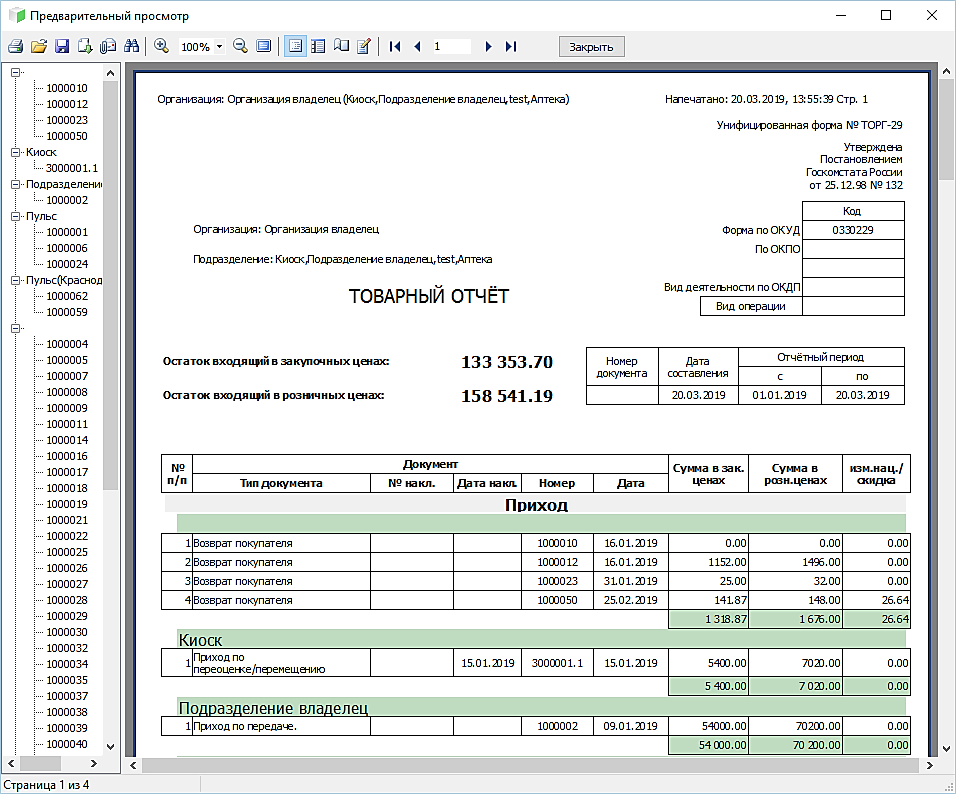 Предварительный просмотр
100%
1
Закрыть
1000010
1000012
1000023
1000050
Киоск
3000001.1
Подразделение
1000002
Пульс
1000001
1000006
1000024
Пульс(Краснод
1000062
1000059
1000004
1000005
1000007
1000008
1000009
1000011
1000014
1000016
1000017
1000018
1000019
1000021
1000022
1000025
1000026
1000027
1000028
1000029
1000030
1000032
1000034
1000035
1000037
1000038
1000039
1000040
Организация: Организация владелец (Киоск,Подразделение владелец,test,Аптека) Напечатано: 20.03.2019, 13:55:39 Стр. 1
Унифицированная форма № ТОРГ-29
Утверждена
Постановлением
Госкомстата России
от 25.12.98 № 132
Код
Организация: Организация владелец Форма по ОКУД 0330229
По ОКПО
Подразделение: Киоск,Подразделение владелец,test,Аптека
Вид деятельности по ОКДП
ТОВАРНЫЙ ОТЧЁТ
Вид операции
Остаток входящий в закупочных ценах: 133 353.70
Остаток входящий в розничных ценах: 158 541.19
Номер документа Дата составления Отчётный период
с по
20.03.2019 01.01.2019 20.03.2019
№ п/п Документ Сумма в зак. ценах Сумма в розн.ценах изм.нац./ скидка
Тип документа № накл. Дата накл. Номер Дата
Приход
1 Возврат покупателя 1000010 16.01.2019 0.00 0.00 0.00
2 Возврат покупателя 1000012 16.01.2019 1152.00 1496.00 0.00
3 Возврат покупателя 1000023 31.01.2019 25.00 32.00 0.00
4 Возврат покупателя 1000050 25.02.2019 141.87 148.00 26.64
1 318.87 1 676.00 26.64
Киоск
1 Приход по переоценке/перемещению 15.01.2019 3000001.1 15.01.2019 5400.00 7020.00 0.00
5 400.00 7 020.00 0.00
Подразделение владелец
1 Приход по передаче. 1000002 09.01.2019 54000.00 70200.00 0.00
54 000.00 70 200.00 0.00
Страница 1 из 4